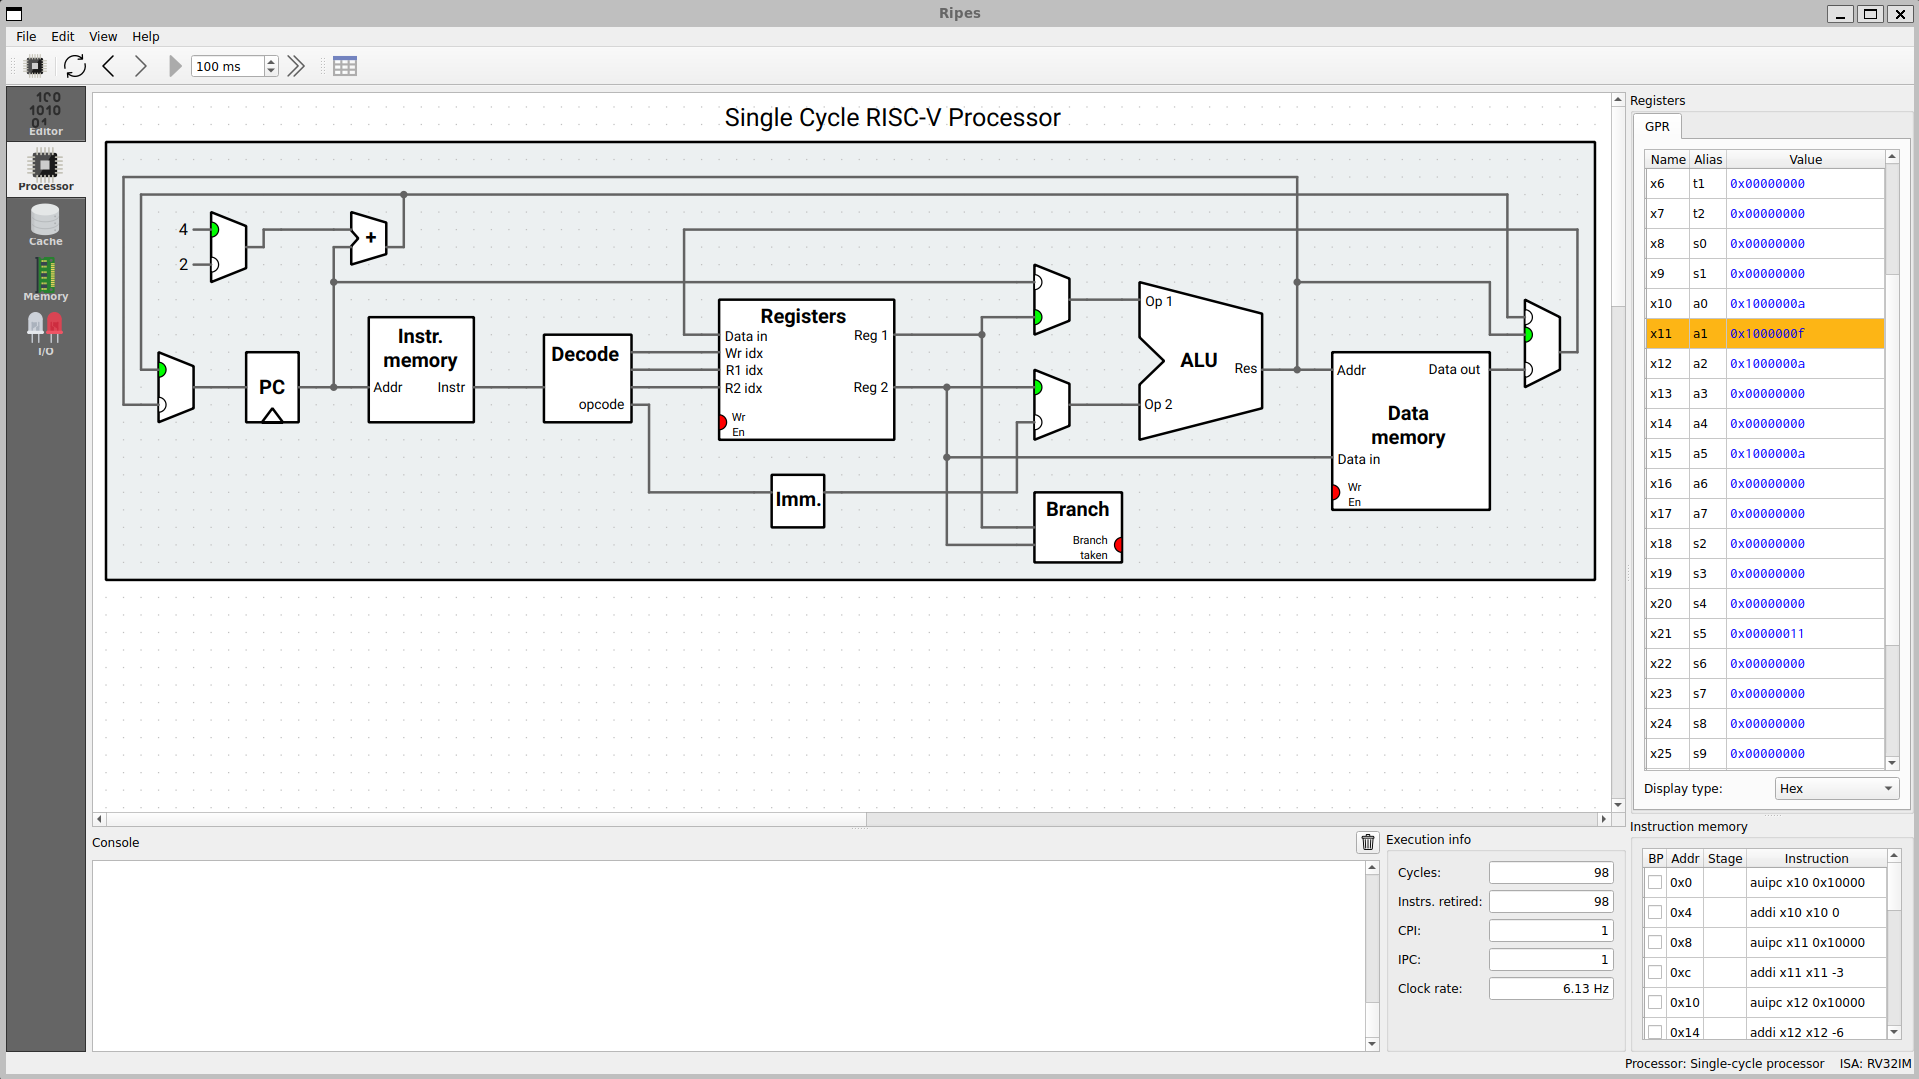 Ripes
File Edit View Help
100 ms
Editor
Processor
Cache
Memory
I/O
Single Cycle RISC-V Processor
4
2
+
PC
Instr. memory
Addr Instr
Decode
opcode
Registers
Data in
Wr idx
R1 idx
R2 idx
Wr En
Reg 1
Reg 2
Imm.
Op 1
Op 2
ALU
Res
Branch
Branch taken
Addr Data out
Data memory
Data in
Wr En
Registers
GPR
Name Alias Value
x6 t1 0x00000000
x7 t2 0x00000000
x8 s0 0x00000000
x9 s1 0x00000000
x10 a0 0x1000000a
x11 a1 0x1000000f
x12 a2 0x1000000a
x13 a3 0x00000000
x14 a4 0x00000000
x15 a5 0x1000000a
x16 a6 0x00000000
x17 a7 0x00000000
x18 s2 0x00000000
x19 s3 0x00000000
x20 s4 0x00000000
x21 s5 0x00000011
x22 s6 0x00000000
x23 s7 0x00000000
x24 s8 0x00000000
x25 s9 0x00000000
Display type: Hex
Console
Execution info
Cycles: 98
Instrs. retired: 98
CPI: 1
IPC: 1
Clock rate: 6.13 Hz
Instruction memory
BP Addr Stage Instruction
0x0 auipc x10 0x10000
0x4 addi x10 x10 0
0x8 auipc x11 0x10000
0xc addi x11 x11 -3
0x10 auipc x12 0x10000
0x14 addi x12 x12 -6
Processor: Single-cycle processor ISA: RV32IM